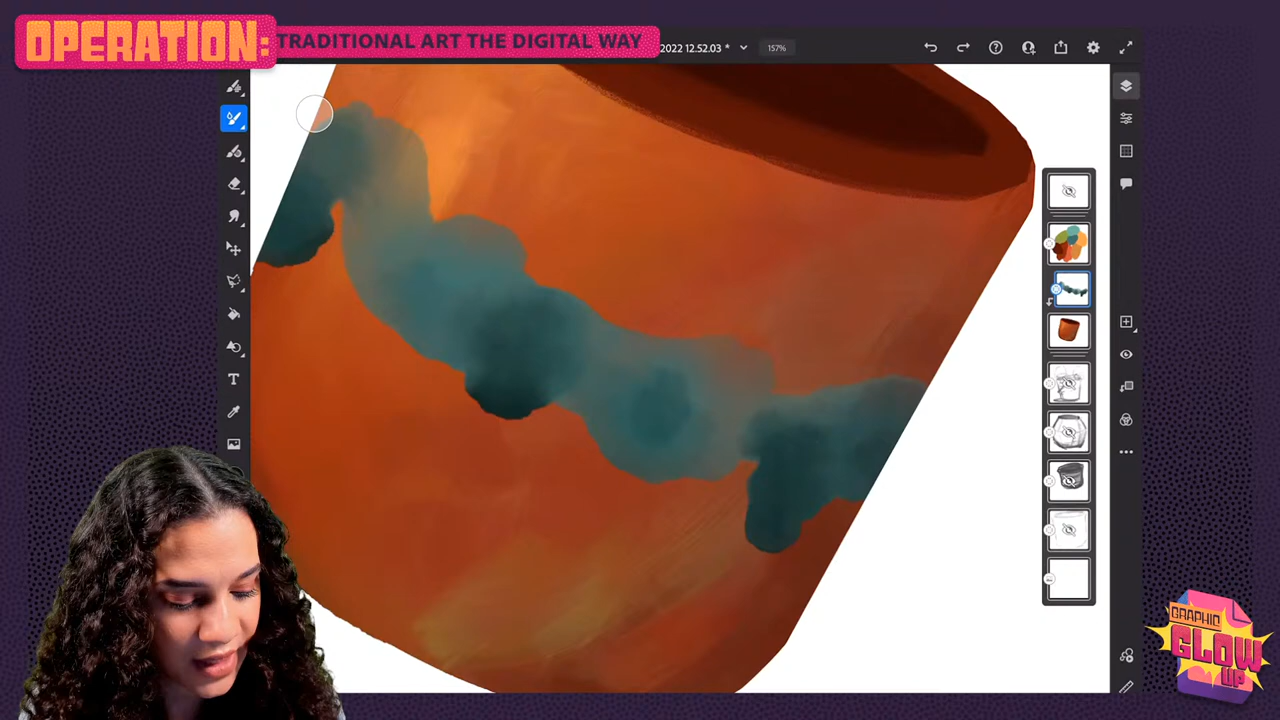 OPERATION: TRADITIONAL ART THE DIGITAL WAY
2022 12.52.03 * 157%
T
GRAPHIC
GLOW
UP